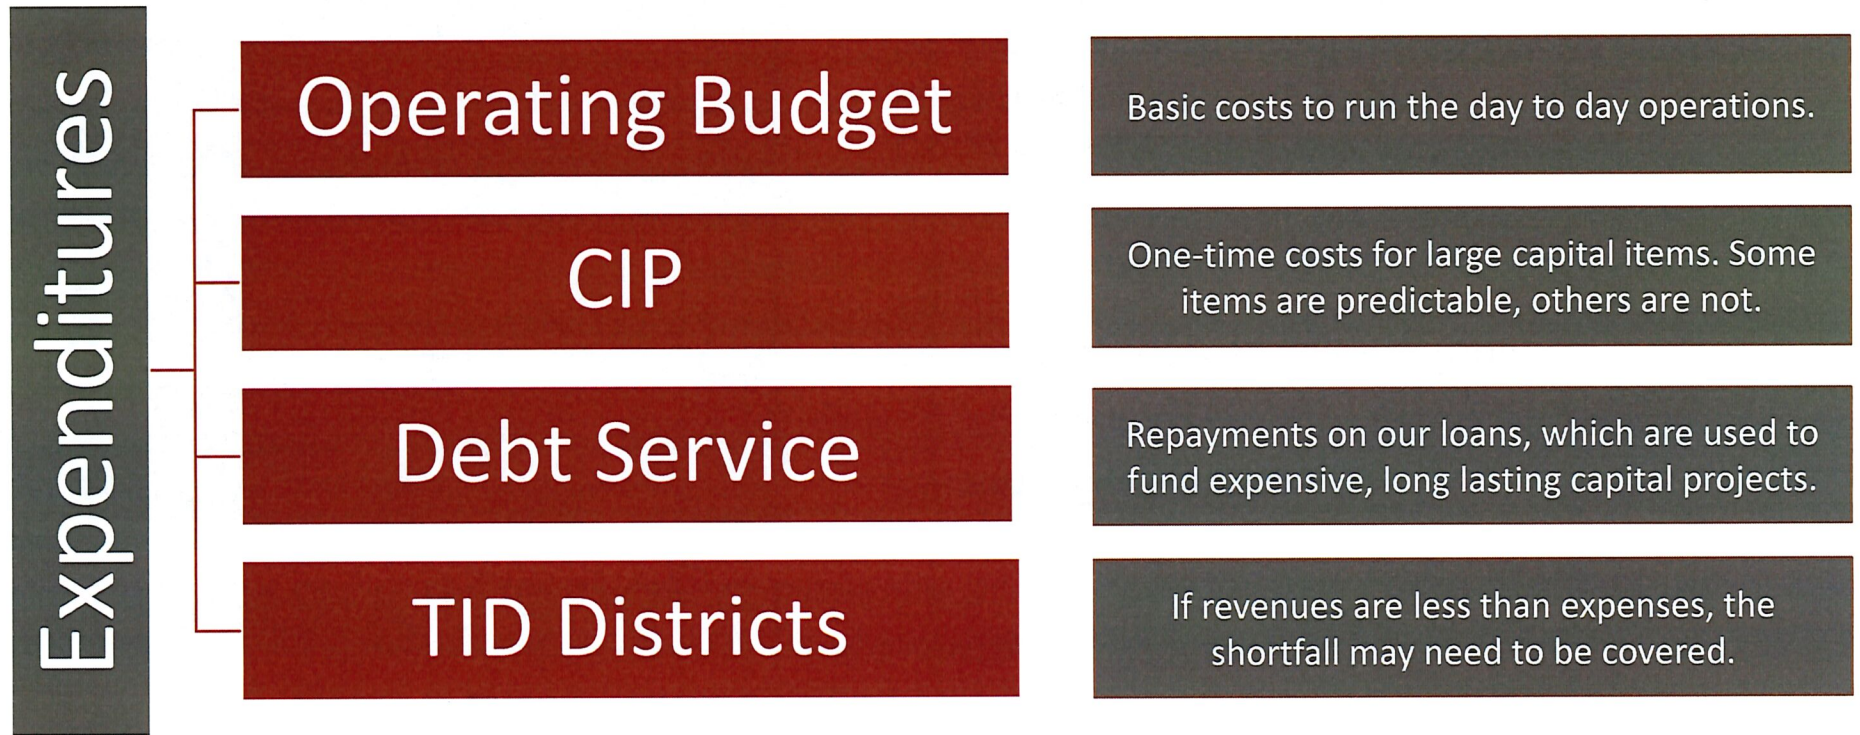 Expenditures
Operating Budget
Basic costs to run the day to day operations.
CIP
One-time costs for large capital items. Some
items are predictable, others are not.
Debt Service
Repayments on our loans, which are used to
fund expensive, long lasting capital projects.
TID Districts
If revenues are less than expenses, the
shortfall may need to be covered.